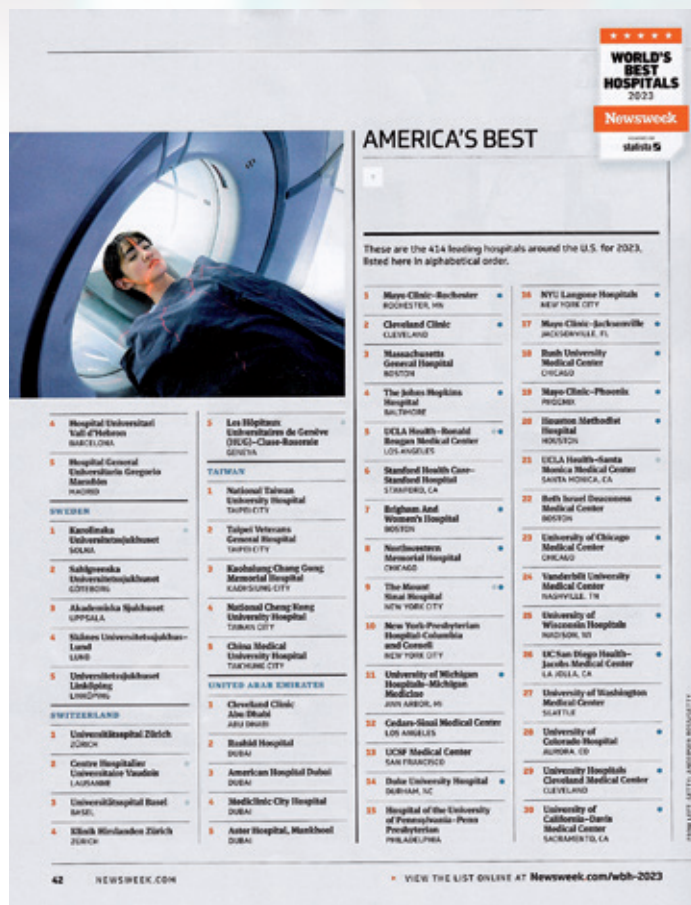 WORLD'S
BEST
HOSPITALS
2023
Newsweek
statista
AMERICA'S BEST
These are the 414 leading hospitals around the U.S. for 2023,
listed here in alphabetical order.
4 Hospital Universitari
Vall d'Hebron
BARCELONA
5 Hospital General
Universitario Gregorio
Marañón
MADRID
SWEDEN
1 Karolinska
Universitetssjukhuset
SOLNA
2 Sahlgrenska
Universitetssjukhuset
GÖTEBORG
3 Akademiska Sjukhuset
UPPSALA
4 Skånes Universitetssjukhus–
Lund
LUND
5 Universitetssjukhuset
Linköping
LINKÖPING
SWITZERLAND
1 Universitätsspital Zürich
ZÜRICH
2 Centre Hospitalier
Universitaire Vaudois
LAUSANNE
3 Universitätsspital Basel
BASEL
4 Klinik Hirslanden Zürich
ZÜRICH
5 Les Hôpitaux
Universitaires de Genève
(HUG)–
GENEVA
TAIWAN
1 National Taiwan
University Hospital
TAIPEI CITY
2 Taipei Veterans
General Hospital
TAIPEI CITY
3 Kaohsiung Chang Gung
Memorial Hospital
KAOHSIUNG CITY
4 National Cheng Kung
University Hospital
TAINAN CITY
5 China Medical
University Hospital
TAICHUNG CITY
UNITED ARAB EMIRATES
1 Cleveland Clinic
Abu Dhabi
ABU DHABI
2 Rashid Hospital
DUBAI
3 American Hospital Dubai
DUBAI
4 Mediclinic City Hospital
DUBAI
5 Aster Hospital, Mankhool
DUBAI
1 Mayo Clinic–Rochester
ROCHESTER, MN
2 Cleveland Clinic
CLEVELAND
3 Massachusetts
General Hospital
BOSTON
4 The Johns Hopkins
Hospital
BALTIMORE
5 UCLA Health–Ronald
Reagan Medical Center
LOS ANGELES
6 Stanford Health Care–
Stanford Hospital
STANFORD, CA
7 Brigham And
Women's Hospital
BOSTON
8 Northwestern
Memorial Hospital
CHICAGO
9 The Mount
Sinai Hospital
NEW YORK CITY
10 New York-Presbyterian
Hospital-Columbia
and Cornell
NEW YORK CITY
11 University of Michigan
Hospitals–Michigan
Medicine
ANN ARBOR, MI
12 Cedars-Sinai Medical Center
LOS ANGELES
13 UCSF Medical Center
SAN FRANCISCO
14 Duke University Hospital
DURHAM, NC
15 Hospital of the University
of Pennsylvania–Penn
Presbyterian
PHILADELPHIA
16 NYU Langone Hospitals
NEW YORK CITY
17 Mayo Clinic–Jacksonville
JACKSONVILLE, FL
18 Rush University
Medical Center
CHICAGO
19 Mayo Clinic–Phoenix
PHOENIX
20 Houston Methodist
Hospital
HOUSTON
21 UCLA Health–Santa
Monica Medical Center
SANTA MONICA, CA
22 Beth Israel Deaconess
Medical Center
BOSTON
23 University of Chicago
Medical Center
CHICAGO
24 Vanderbilt University
Medical Center
NASHVILLE, TN
25 University of
Wisconsin Hospitals
MADISON, WI
26 UC San Diego Health–
Jacobs Medical Center
LA JOLLA, CA
27 University of Washington
Medical Center
SEATTLE
28 University of
Colorado Hospital
AURORA, CO
29 University Hospitals
Cleveland Medical Center
CLEVELAND
30 University of
California–Davis
Medical Center
SACRAMENTO, CA
42 NEWSWEEK.COM
VIEW THE LIST ONLINE AT Newsweek.com/wbh-2023